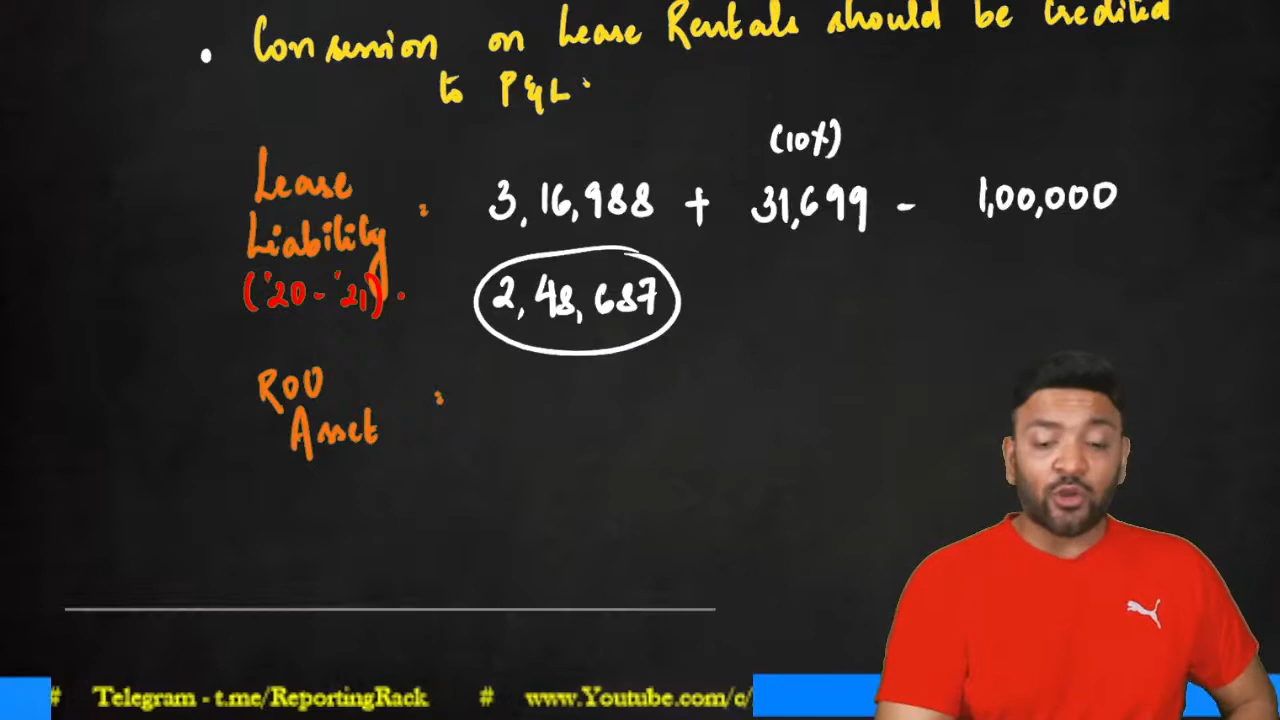 • Consession on Lease Rentals should be credited
to P&L.
(10%)
Lease
Liability : 3,16,988 + 31,699 - 1,00,000
('20 - '21). 2,48,687
ROU
Asset :
# Telegram - t.me/ReportingRack # www.Youtube.com/c/